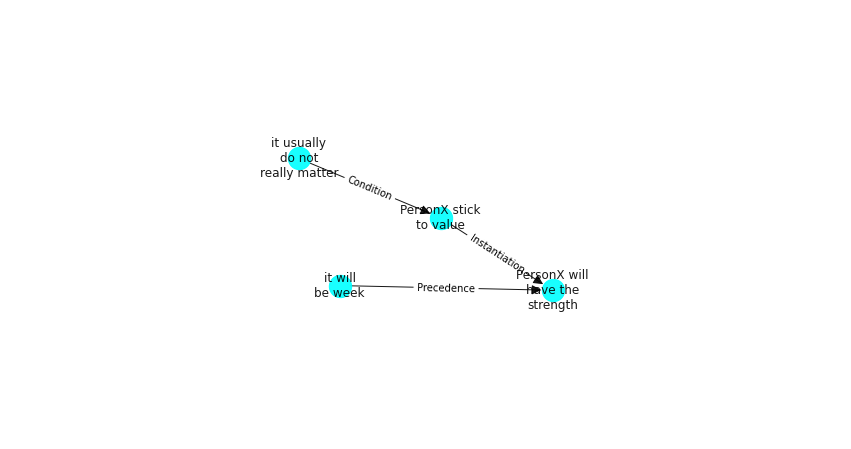 it usually
do not
really matter
Condition
PersonX stick
to value
Instantiation
it will
be week
Precedence
PersonX will
have the
strength